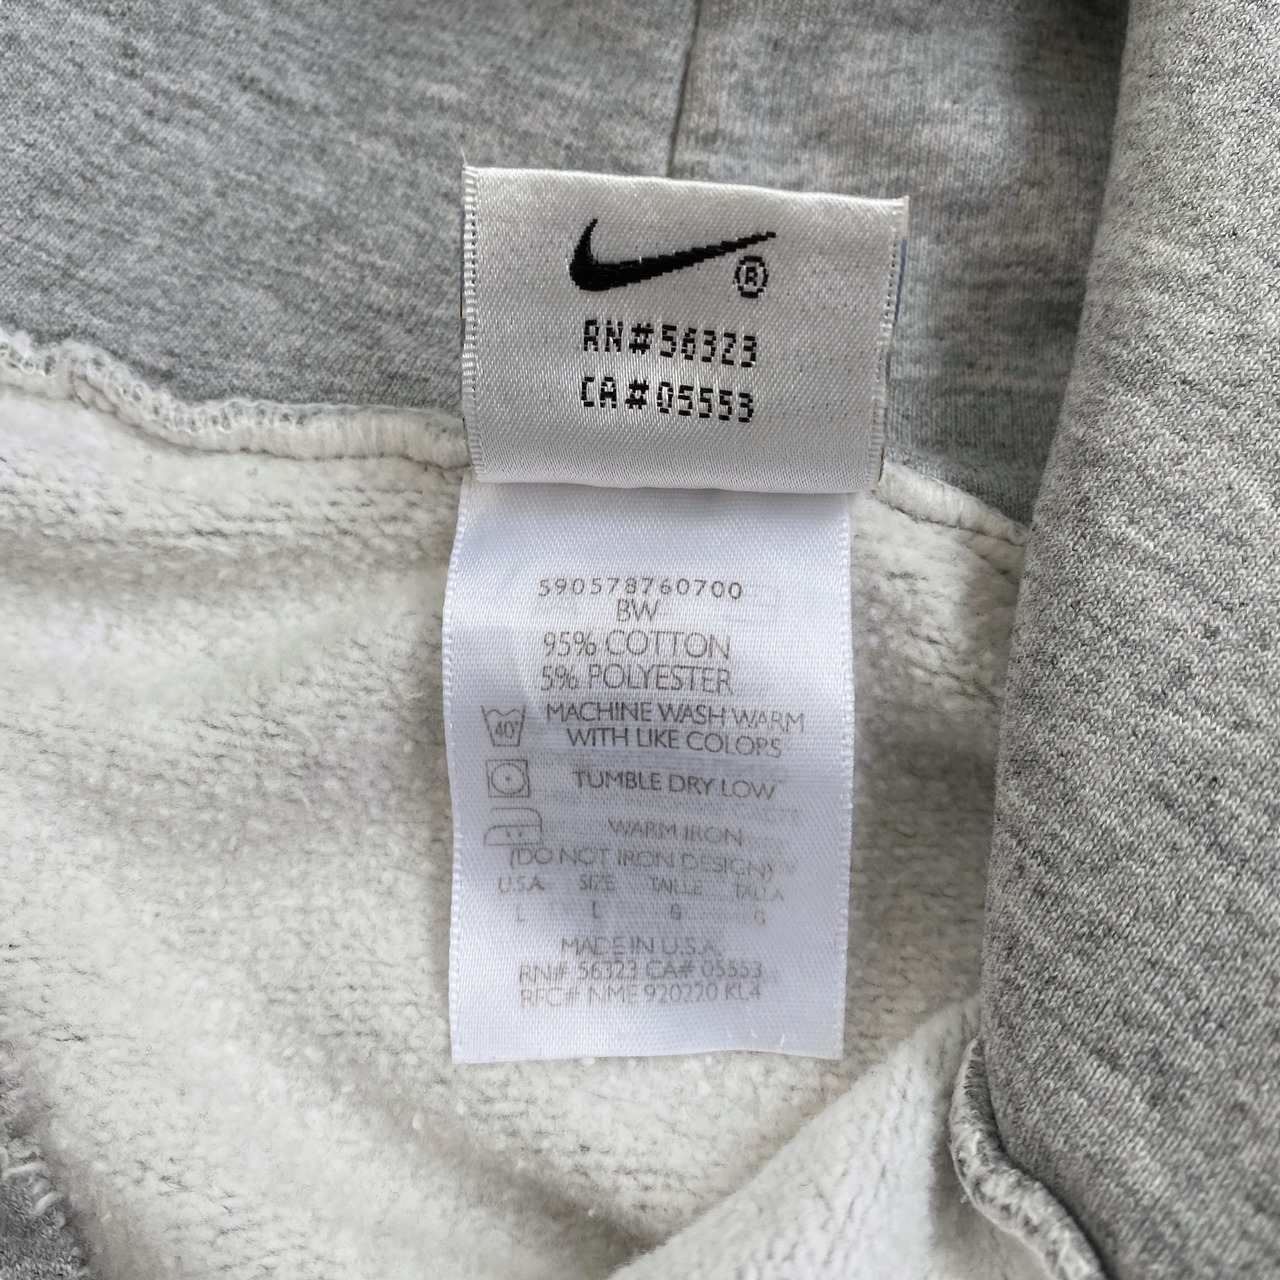 ®
RN#56323
CA#05553
590578760700
BW
95% COTTON
5% POLYESTER
40°
MACHINE WASH WARM
WITH LIKE COLORS
TUMBLE DRY LOW
WARM IRON
(DO NOT IRON DESIGN)
U.S.A. SIZE TAILLE TALLA
L L G G
MADE IN U.S.A.
RN# 56323 CA# 05553
RFC# NME 920220 KL4